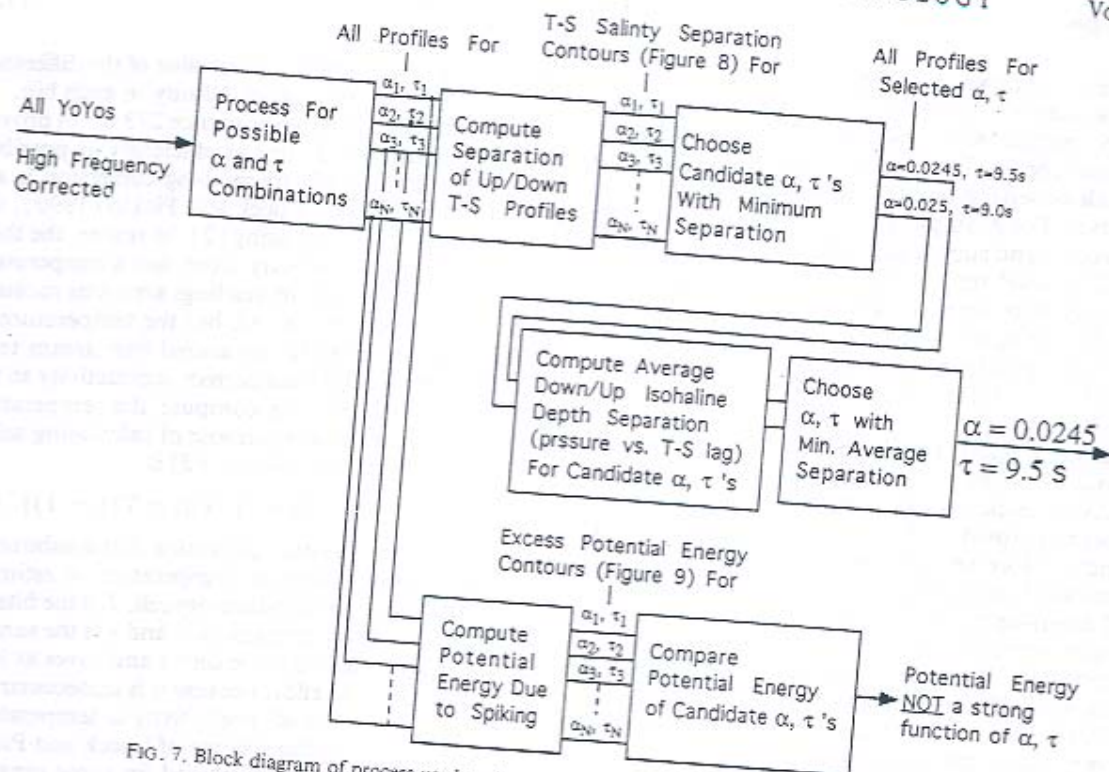 Vo
All Profiles For
T-S Salinity Separation
Contours (Figure 8) For
All Profiles For
Selected α, τ
All YoYos
High Frequency
Corrected
Process For
Possible
α and τ
Combinations
α1, τ1
α2, τ2
α3, τ3
αN, τN
Compute
Separation
of Up/Down
T-S Profiles
α1, τ1
α2, τ2
α3, τ3
αN, τN
Choose
Candidate α, τ 's
With Minimum
Separation
α=0.0245, τ=9.5s
α=0.025, τ=9.0s
Compute Average
Down/Up Isohaline
Depth Separation
(prssure vs. T-S lag)
For Candidate α, τ 's
Choose
α, τ with
Min. Average
Separation
α = 0.0245
τ = 9.5 s
Excess Potential Energy
Contours (Figure 9) For
Compute
Potential
Energy Due
to Spiking
α1, τ1
α2, τ2
α3, τ3
αN, τN
Compare
Potential Energy
of Candidate α, τ 's
Potential Energy
NOT a strong
function of α, τ
FIG. 7. Block diagram of process